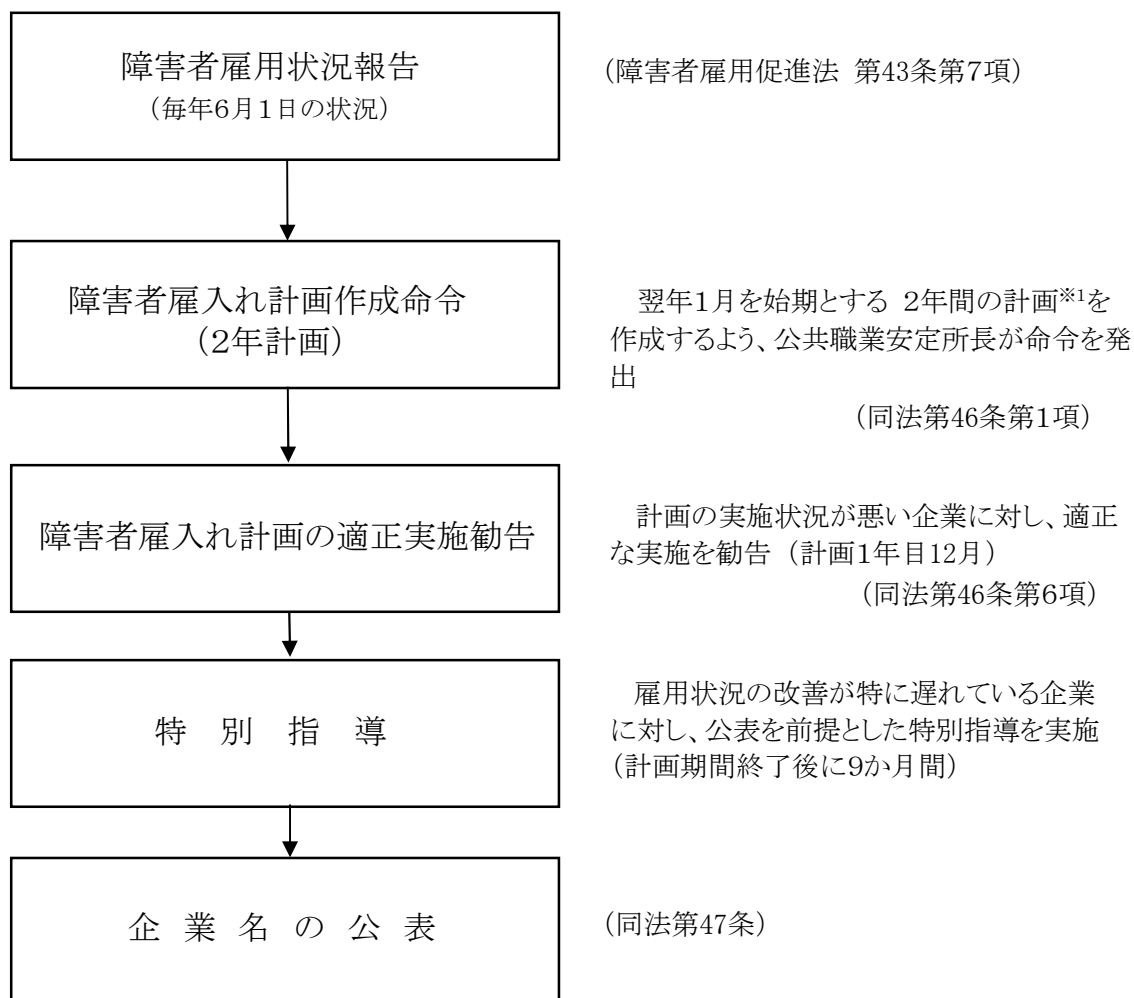 障害者雇用状況報告
（毎年６月１日の状況）
（障害者雇用促進法 第43条第７項）
障害者雇入れ計画作成命令
（２年計画）
翌年１月を始期とする ２年間の計画※1を
作成するよう、公共職業安定所長が命令を発
出
（同法第46条第１項）
障害者雇入れ計画の適正実施勧告
計画の実施状況が悪い企業に対し、適正
な実施を勧告 （計画１年目12月）
（同法第46条第６項）
特 別 指 導
雇用状況の改善が特に遅れている企業
に対し、公表を前提とした特別指導を実施
（計画期間終了後に９か月間）
企 業 名 の 公 表
（同法第47条）